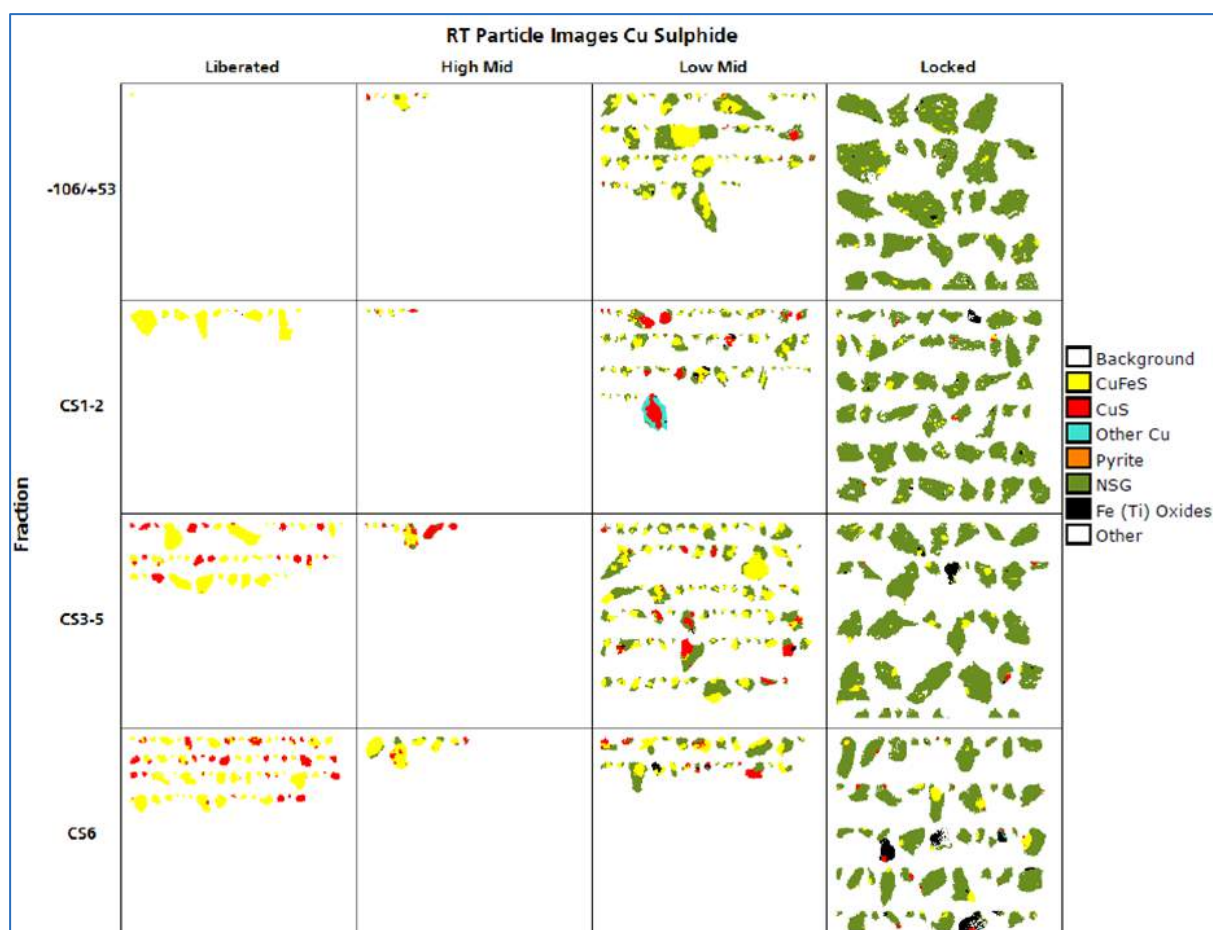 RT Particle Images Cu Sulphide
Liberated High Mid Low Mid Locked
-106/+53
CS1-2
CS3-5
CS6
Fraction
Background
CuFeS
CuS
Other Cu
Pyrite
NSG
Fe (Ti) Oxides
Other